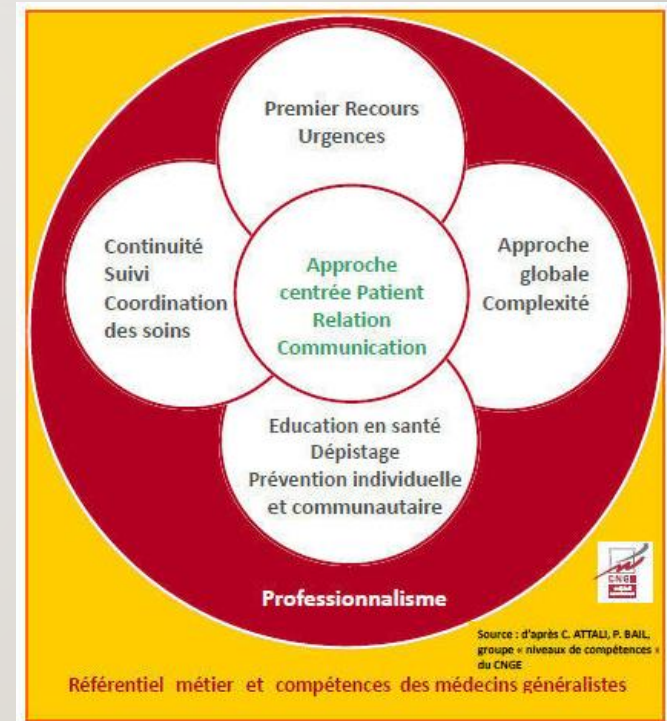 Premier Recours
Urgences
Continuité
Suivi
Coordination
des soins
Approche
centrée Patient
Relation
Communication
Approche
globale
Complexité
Education en santé
Dépistage
Prévention individuelle
et communautaire
Professionnalisme
CNGE
Source : d'après C. ATTALI, P. BAIL,
groupe « niveaux de compétences »
du CNGE
Référentiel métier et compétences des médecins généralistes